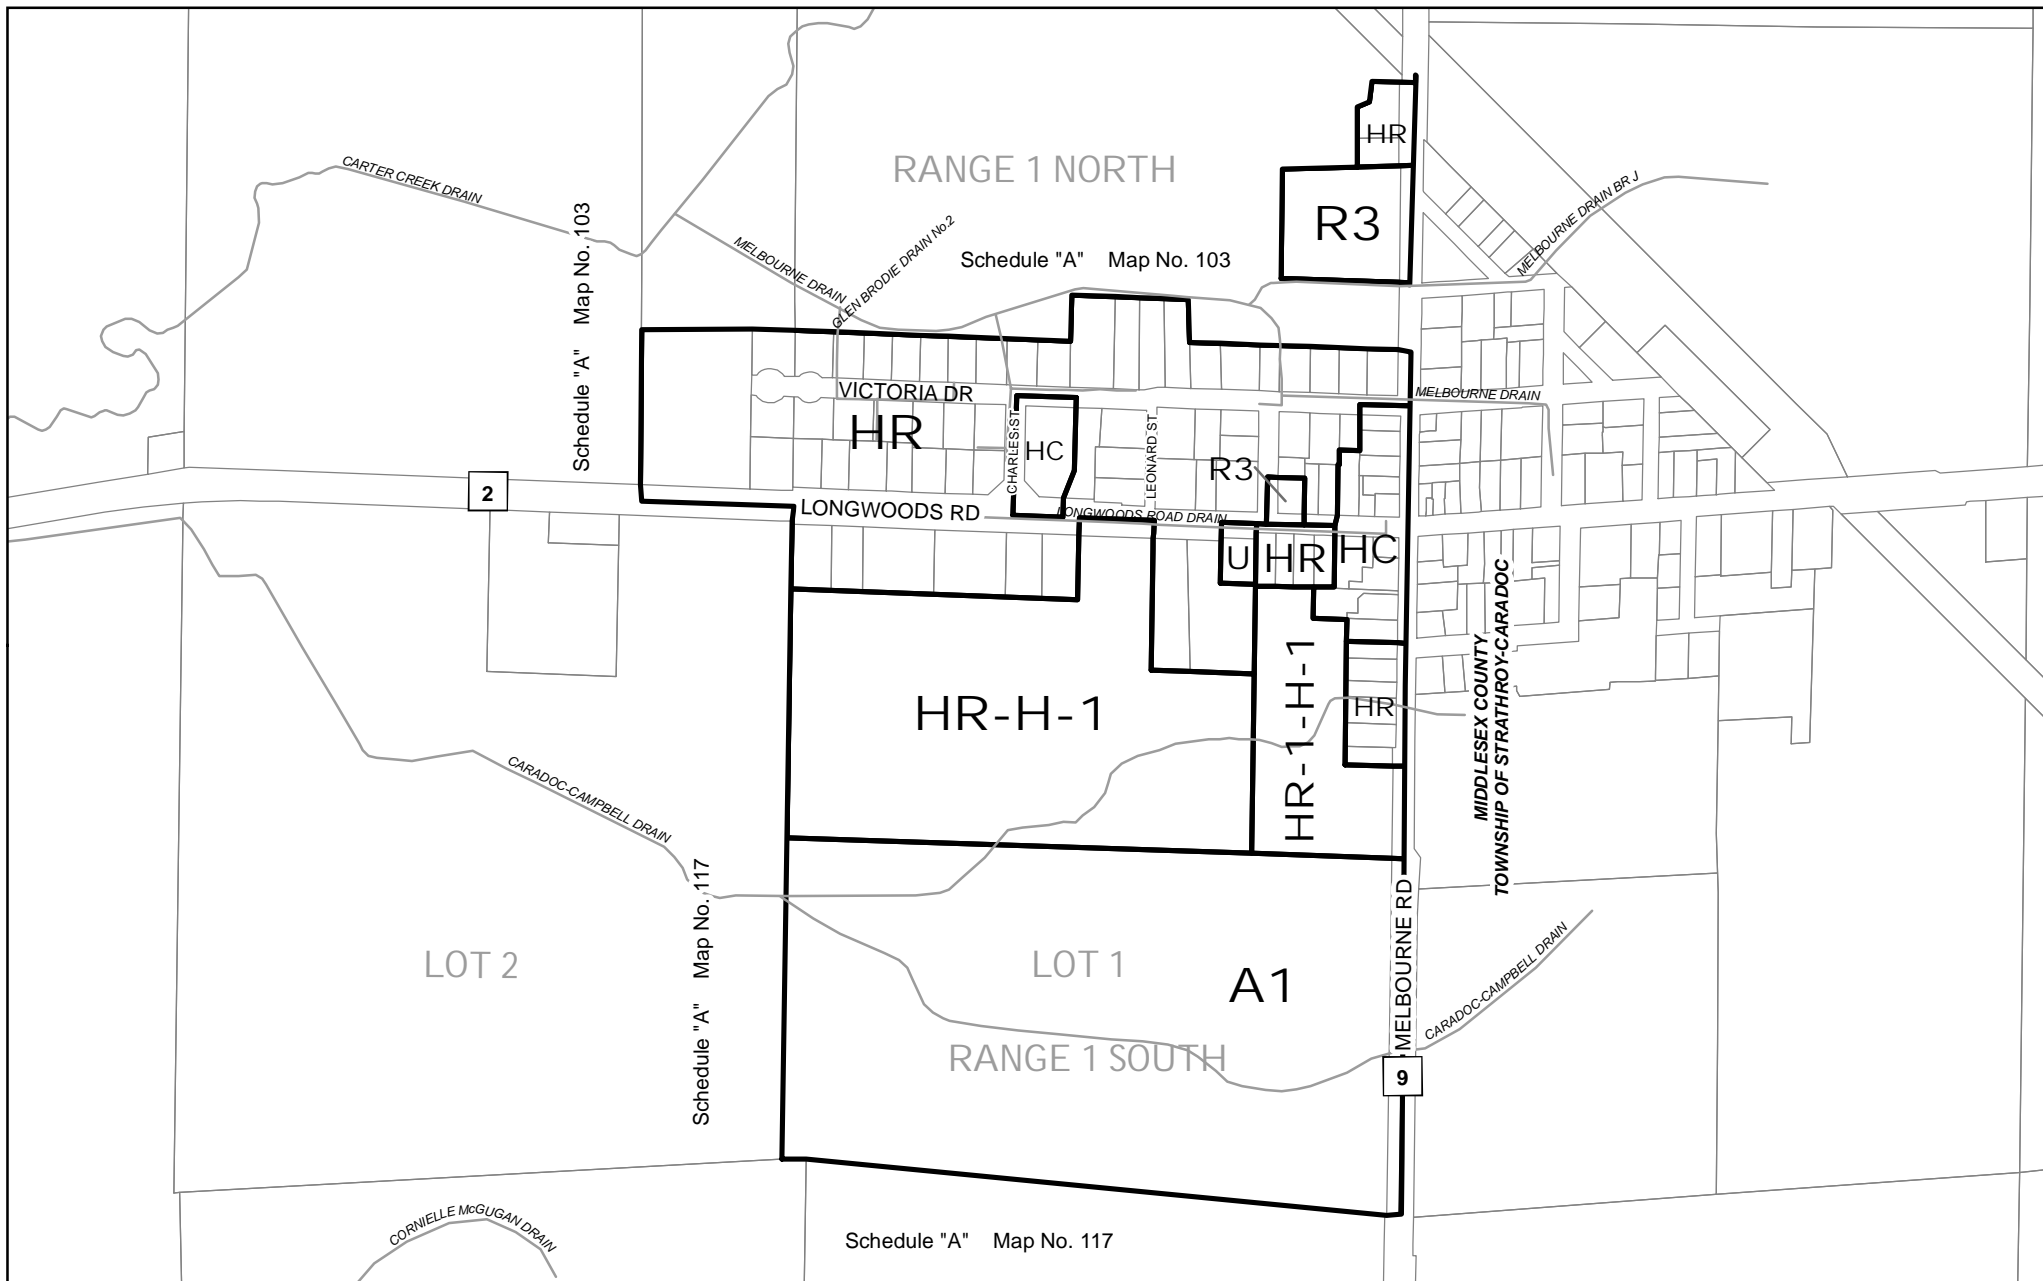 HR
RANGE 1 NORTH
CARTER CREEK DRAIN
MELBOURNE DRAIN BR J
R3
Schedule "A" Map No. 103
MELBOURNE DRAIN
GLEN BRODIE DRAIN No.2
Schedule "A" Map No. 103
VICTORIA DR
MELBOURNE DRAIN
HR
CHARLES ST
HC
LEONARD ST
R3
2
LONGWOODS RD
LONGWOODS ROAD DRAIN
U
HR
HC
MIDDLESEX COUNTY
TOWNSHIP OF STRATHROY-CARADOC
HR-H-1
HR-1-H-1
HR
CARADOC-CAMPBELL DRAIN
Schedule "A" Map No. 117
LOT 2
LOT 1
A1
MELBOURNE RD
CARADOC-CAMPBELL DRAIN
RANGE 1 SOUTH
9
CORNIELLE McGUGAN DRAIN
Schedule "A" Map No. 117